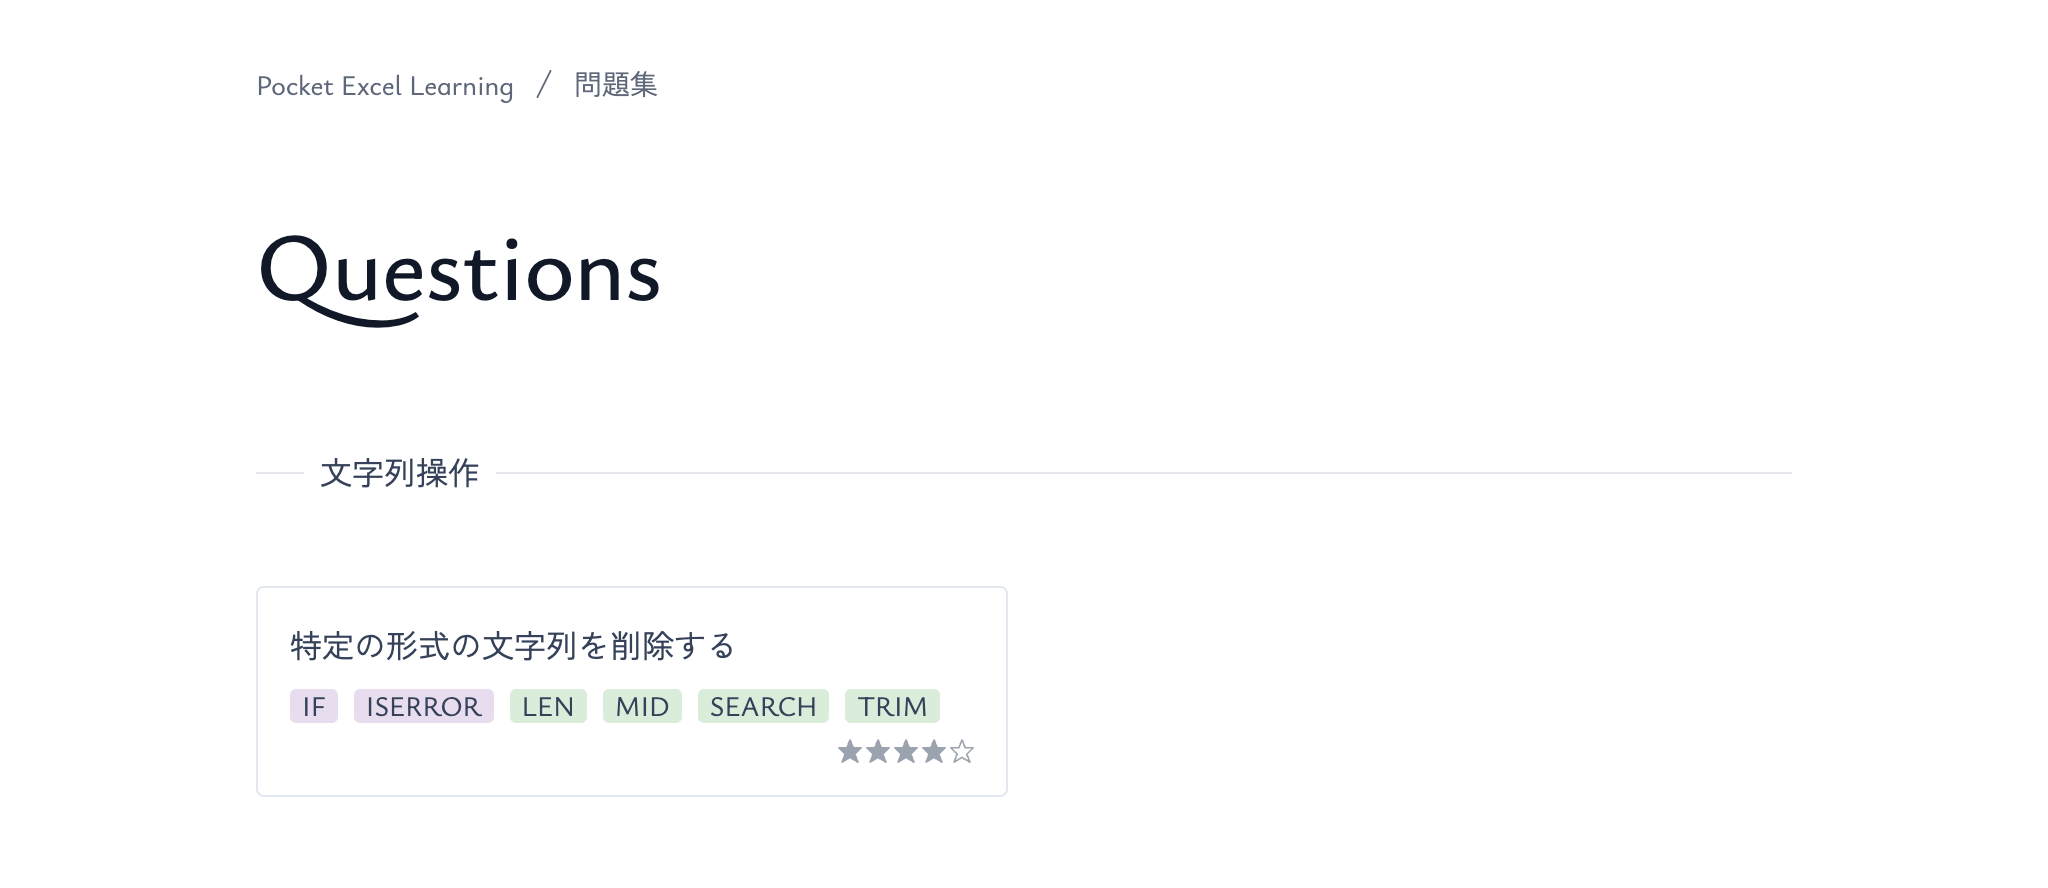 Pocket Excel Learning / 問題集
Questions
文字列操作
特定の形式の文字列を削除する
IF ISERROR LEN MID SEARCH TRIM
★★★★☆